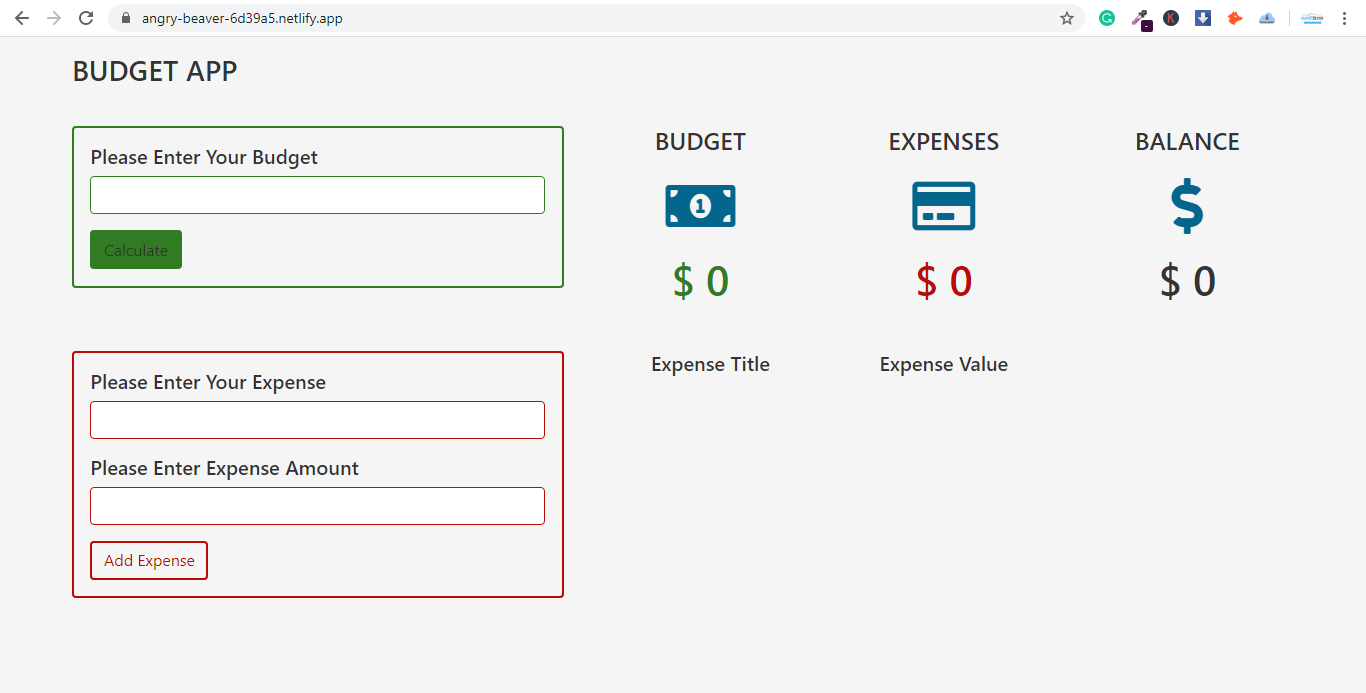 angry-beaver-6d39a5.netlify.app
BUDGET APP
Please Enter Your Budget
Calculate
BUDGET
EXPENSES
BALANCE
1
$ 0
$ 0
$ 0
Please Enter Your Expense
Please Enter Expense Amount
Add Expense
Expense Title
Expense Value